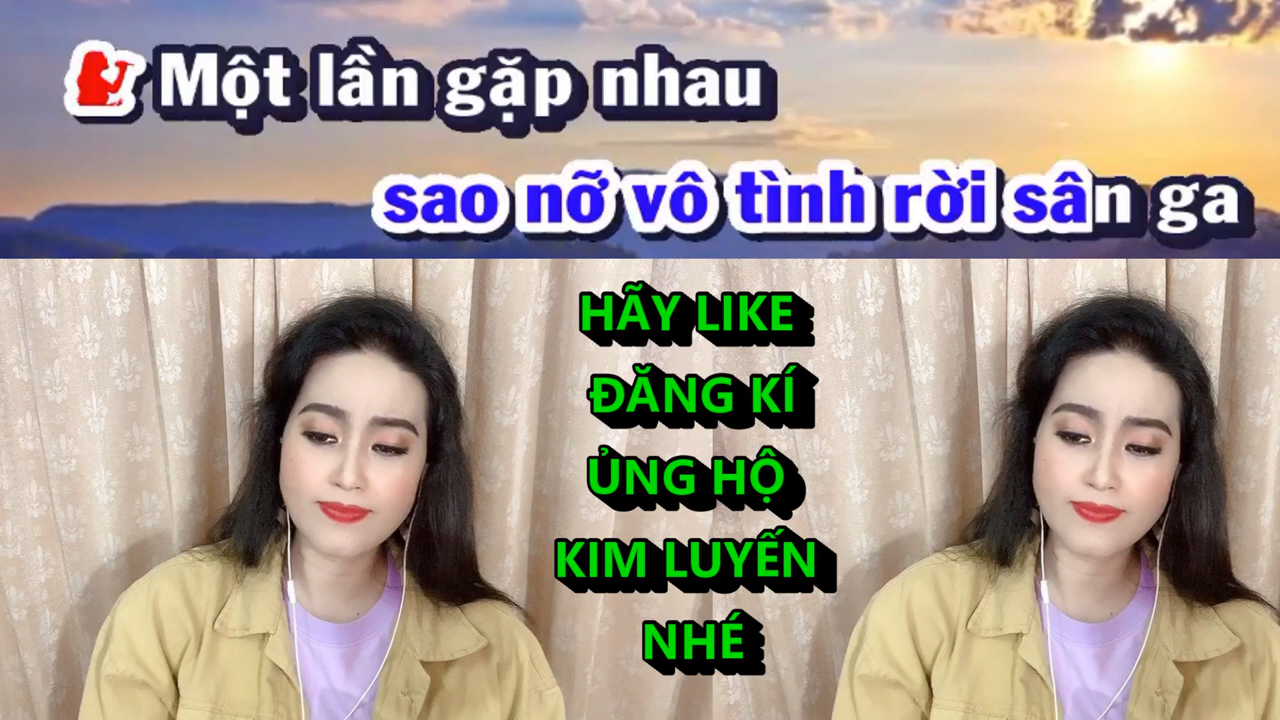 Một lần gặp nhau
sao nỡ vô tình rời sân ga
HÃY LIKE
ĐĂNG KÍ
ỦNG HỘ
KIM LUYẾN
NHÉ